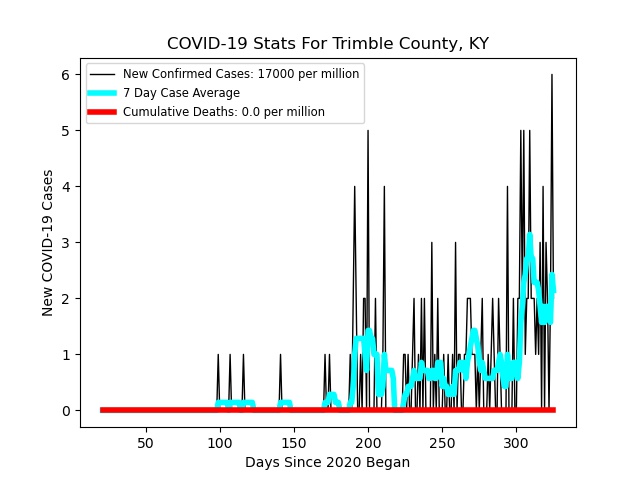 COVID-19 Stats For Trimble County, KY
New Confirmed Cases: 17000 per million
7 Day Case Average
Cumulative Deaths: 0.0 per million
New COVID-19 Cases
6
5
4
3
2
1
0
50 100 150 200 250 300
Days Since 2020 Began